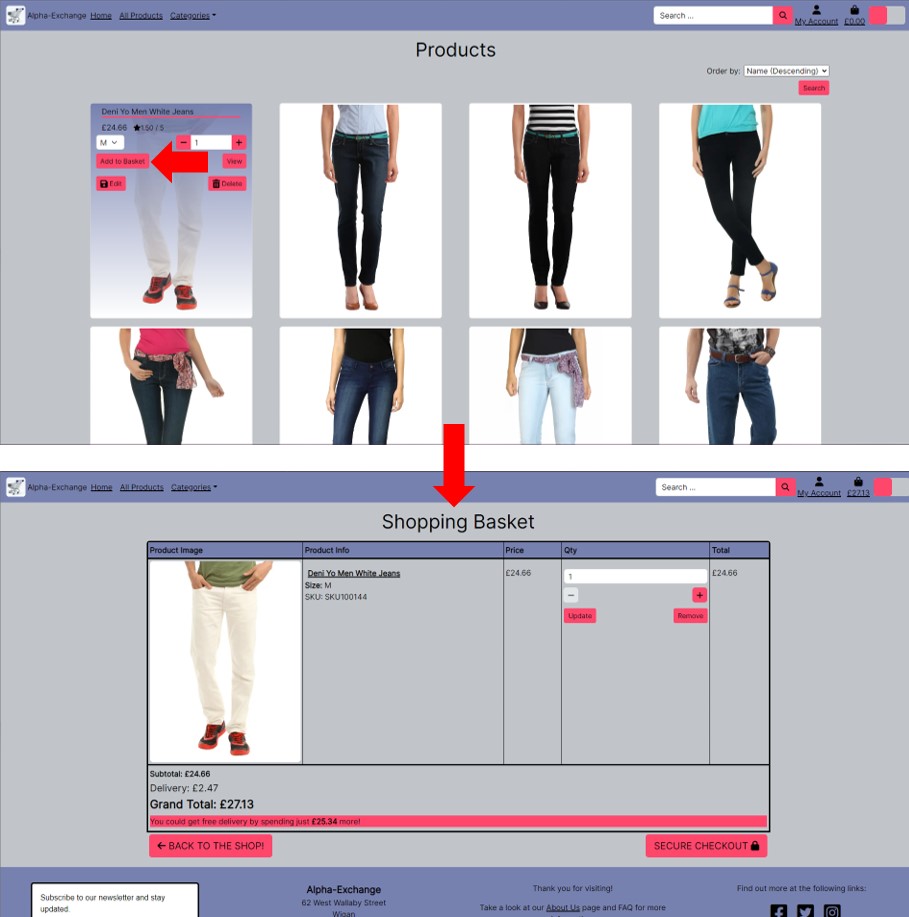 Alpha-Exchange Home All Products Categories
Search ...
My Account £0.00
Products
Order by: Name (Descending)
Search
Deni Yo Men White Jeans
£24.66 ★1.50 / 5
M − 1 +
Add to Basket View
Edit Delete
Alpha-Exchange Home All Products Categories
Search ...
My Account £27.13
Shopping Basket
Product Image Product Info Price Qty Total
Deni Yo Men White Jeans £24.66 1 £24.66
Size: M
− +
SKU: SKU100144
Update Remove
Subtotal: £24.66
Delivery: £2.47
Grand Total: £27.13
You could get free delivery by spending just £25.34 more!
← BACK TO THE SHOP! SECURE CHECKOUT
Subscribe to our newsletter and stay
updated.
Alpha-Exchange
62 West Wallaby Street
Wigan
Thank you for visiting!
Take a look at our About Us page and FAQ for more
Find out more at the following links: